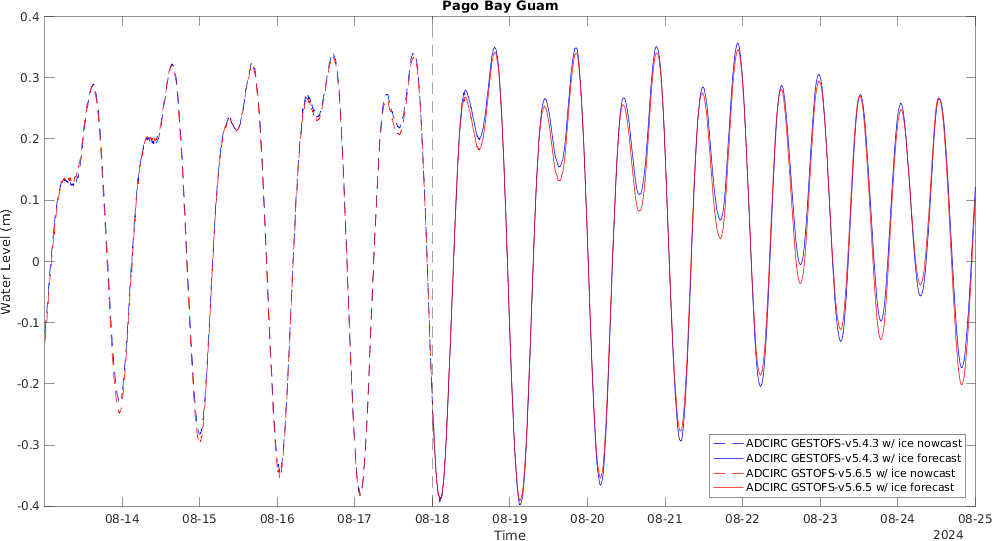 Pago Bay Guam
0.4
0.3
0.2
0.1
0
-0.1
-0.2
-0.3
-0.4
Water Level (m)
08-14 08-15 08-16 08-17 08-18 08-19 08-20 08-21 08-22 08-23 08-24 08-25
Time
2024
ADCIRC GESTOFS-v5.4.3 w/ ice nowcast
ADCIRC GESTOFS-v5.4.3 w/ ice forecast
ADCIRC GSTOFS-v5.6.5 w/ ice nowcast
ADCIRC GSTOFS-v5.6.5 w/ ice forecast